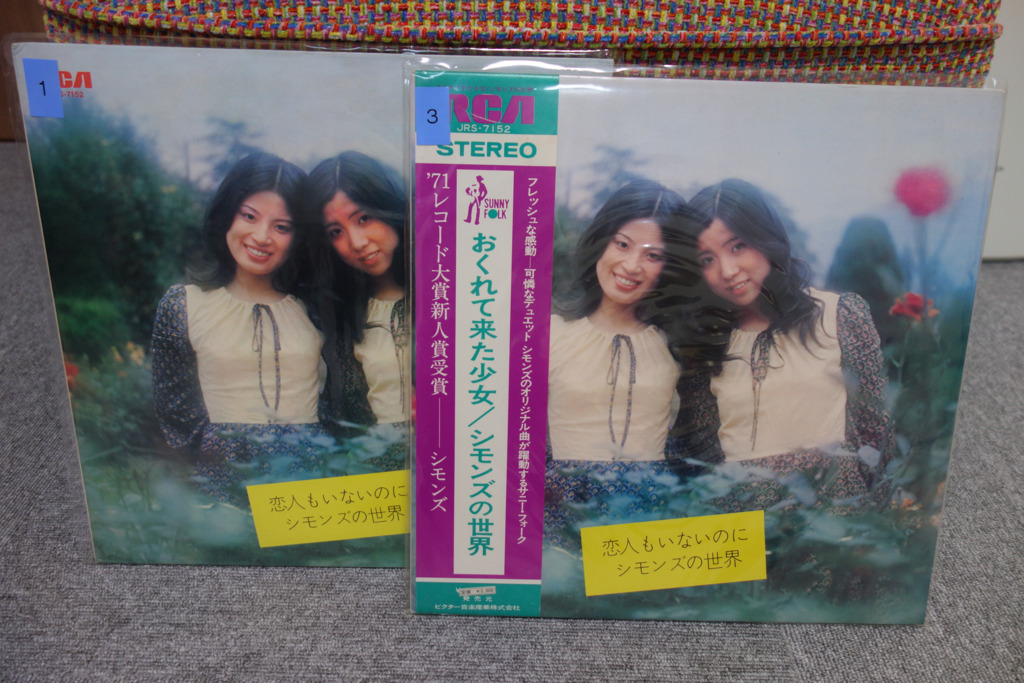 1
RCA
S-7152
恋人もいないのに
シモンズの世界
3
RCA
JRS-7152
STEREO
SUNNY
FOLK
フレッシュな感動—可憐なデュエット シモンズのオリジナル曲が躍動するサニー・フォーク
おくれて来た少女/シモンズの世界
'71レコード大賞新人賞受賞——シモンズ
発売元
ビクター音楽産業株式会社
恋人もいないのに
シモンズの世界